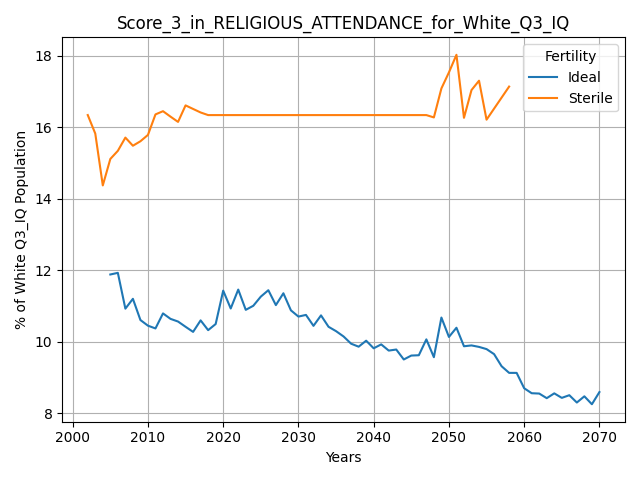 Score_3_in_RELIGIOUS_ATTENDANCE_for_White_Q3_IQ
% of White Q3_IQ Population
18
16
14
12
10
8
Fertility
Ideal
Sterile
2000 2010 2020 2030 2040 2050 2060 2070
Years